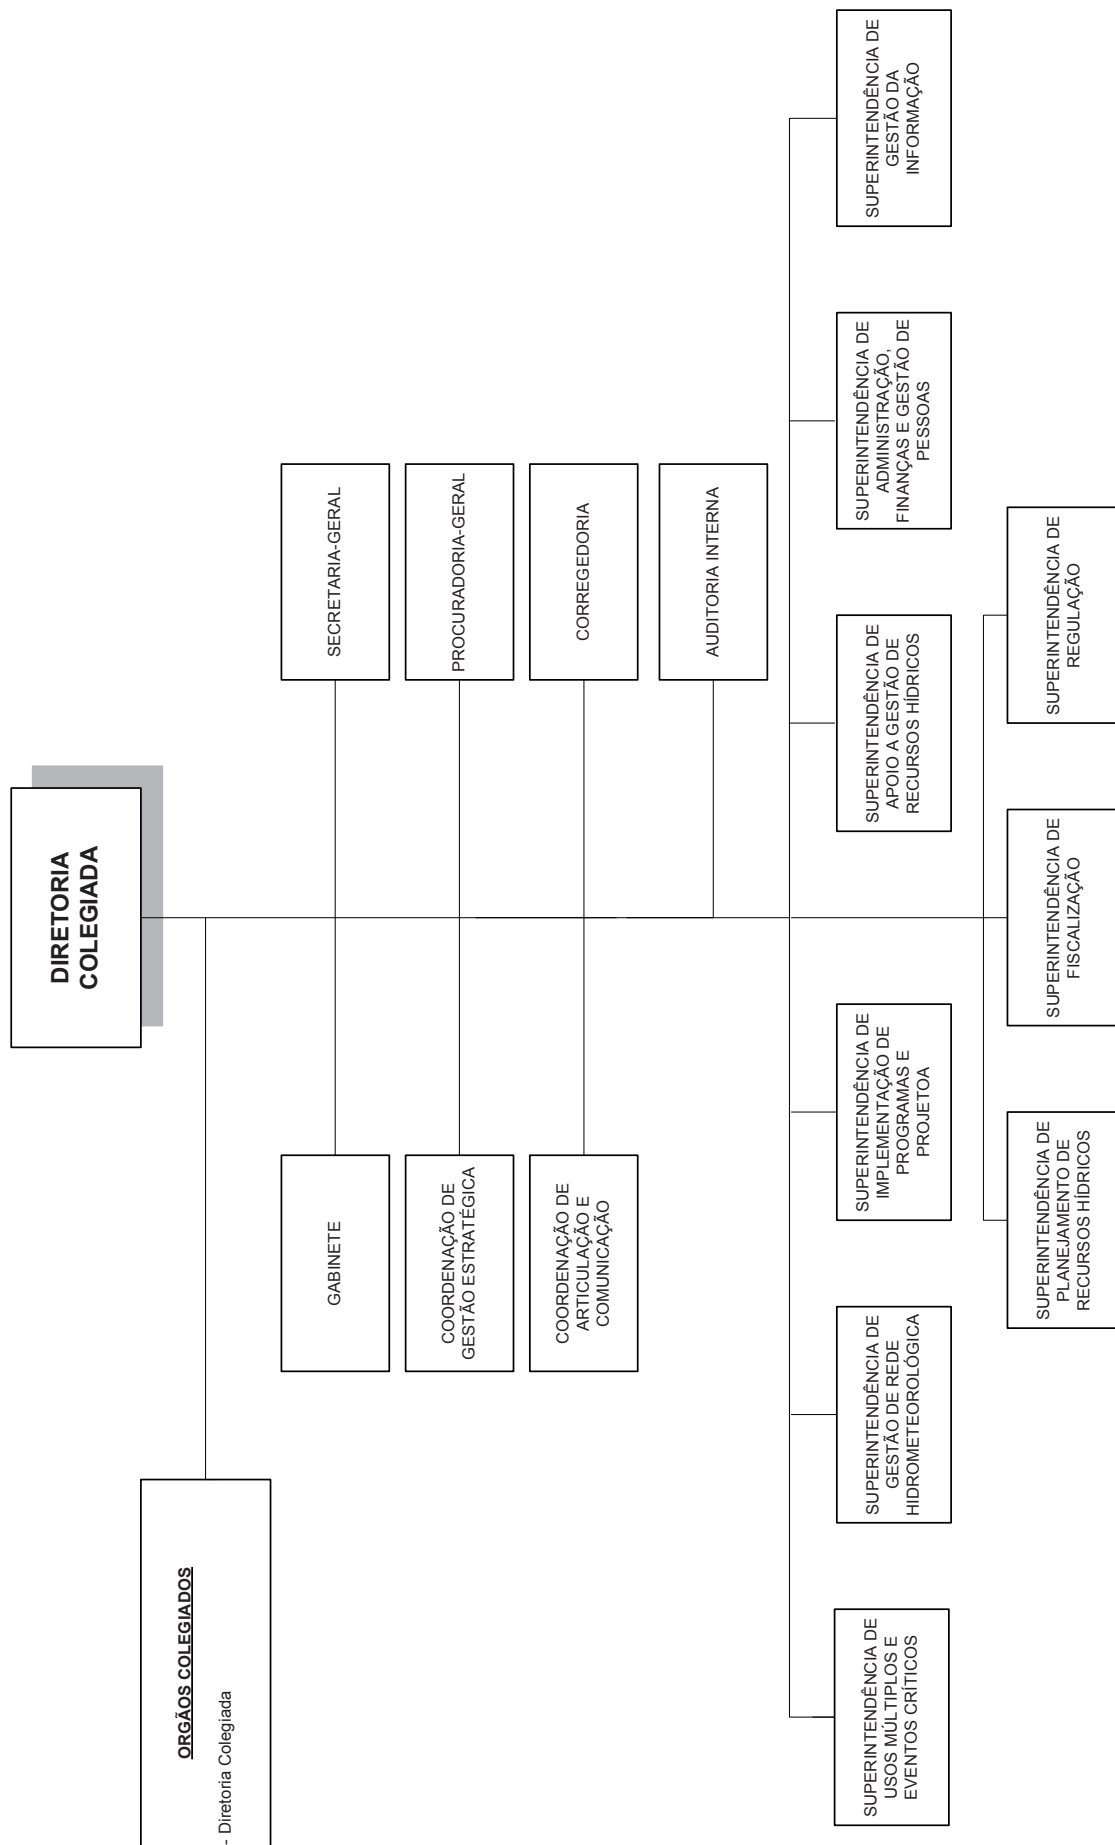 DIRETORIA
COLEGIADA
ORGÃOS COLEGIADOS
- Diretoria Colegiada
GABINETE
SECRETARIA-GERAL
COORDENAÇÃO DE
GESTÃO ESTRATÉGICA
PROCURADORIA-GERAL
COORDENAÇÃO DE
ARTICULAÇÃO E
COMUNICAÇÃO
CORREGEDORIA
AUDITORIA INTERNA
SUPERINTENDÊNCIA DE
USOS MÚLTIPLOS E
EVENTOS CRÍTICOS
SUPERINTENDÊNCIA DE
GESTÃO DE REDE
HIDROMETEOROLÓGICA
SUPERINTENDÊNCIA DE
IMPLEMENTAÇÃO DE
PROGRAMAS E
PROJETOA
SUPERINTENDÊNCIA DE
APOIO A GESTÃO DE
RECURSOS HÍDRICOS
SUPERINTENDÊNCIA DE
ADMINISTRAÇÃO,
FINANÇAS E GESTÃO DE
PESSOAS
SUPERINTENDÊNCIA DE
GESTÃO DA
INFORMAÇÃO
SUPERINTENDÊNCIA DE
PLANEJAMENTO DE
RECURSOS HÍDRICOS
SUPERINTENDÊNCIA DE
FISCALIZAÇÃO
SUPERINTENDÊNCIA DE
REGULAÇÃO